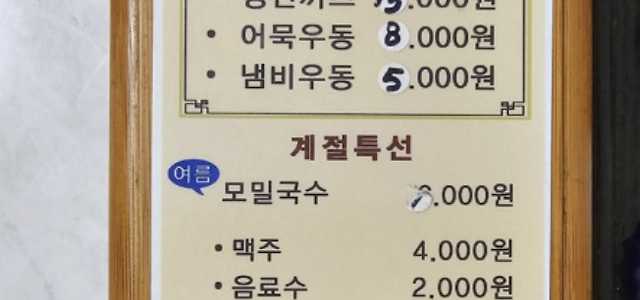 • 어묵우동 8.000원
• 냄비우동 5.000원
계절특선
여름
모밀국수 .000원
• 맥주 4.000원
• 음료수 2.000원